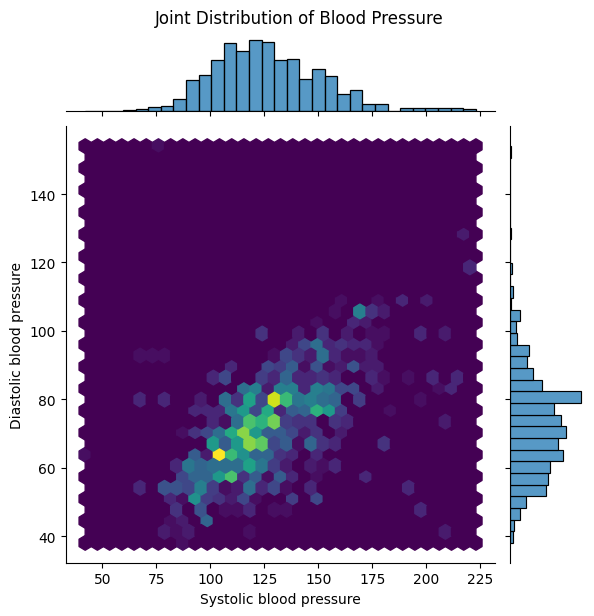 Joint Distribution of Blood Pressure
Diastolic blood pressure
140
120
100
80
60
40
50 75 100 125 150 175 200 225
Systolic blood pressure